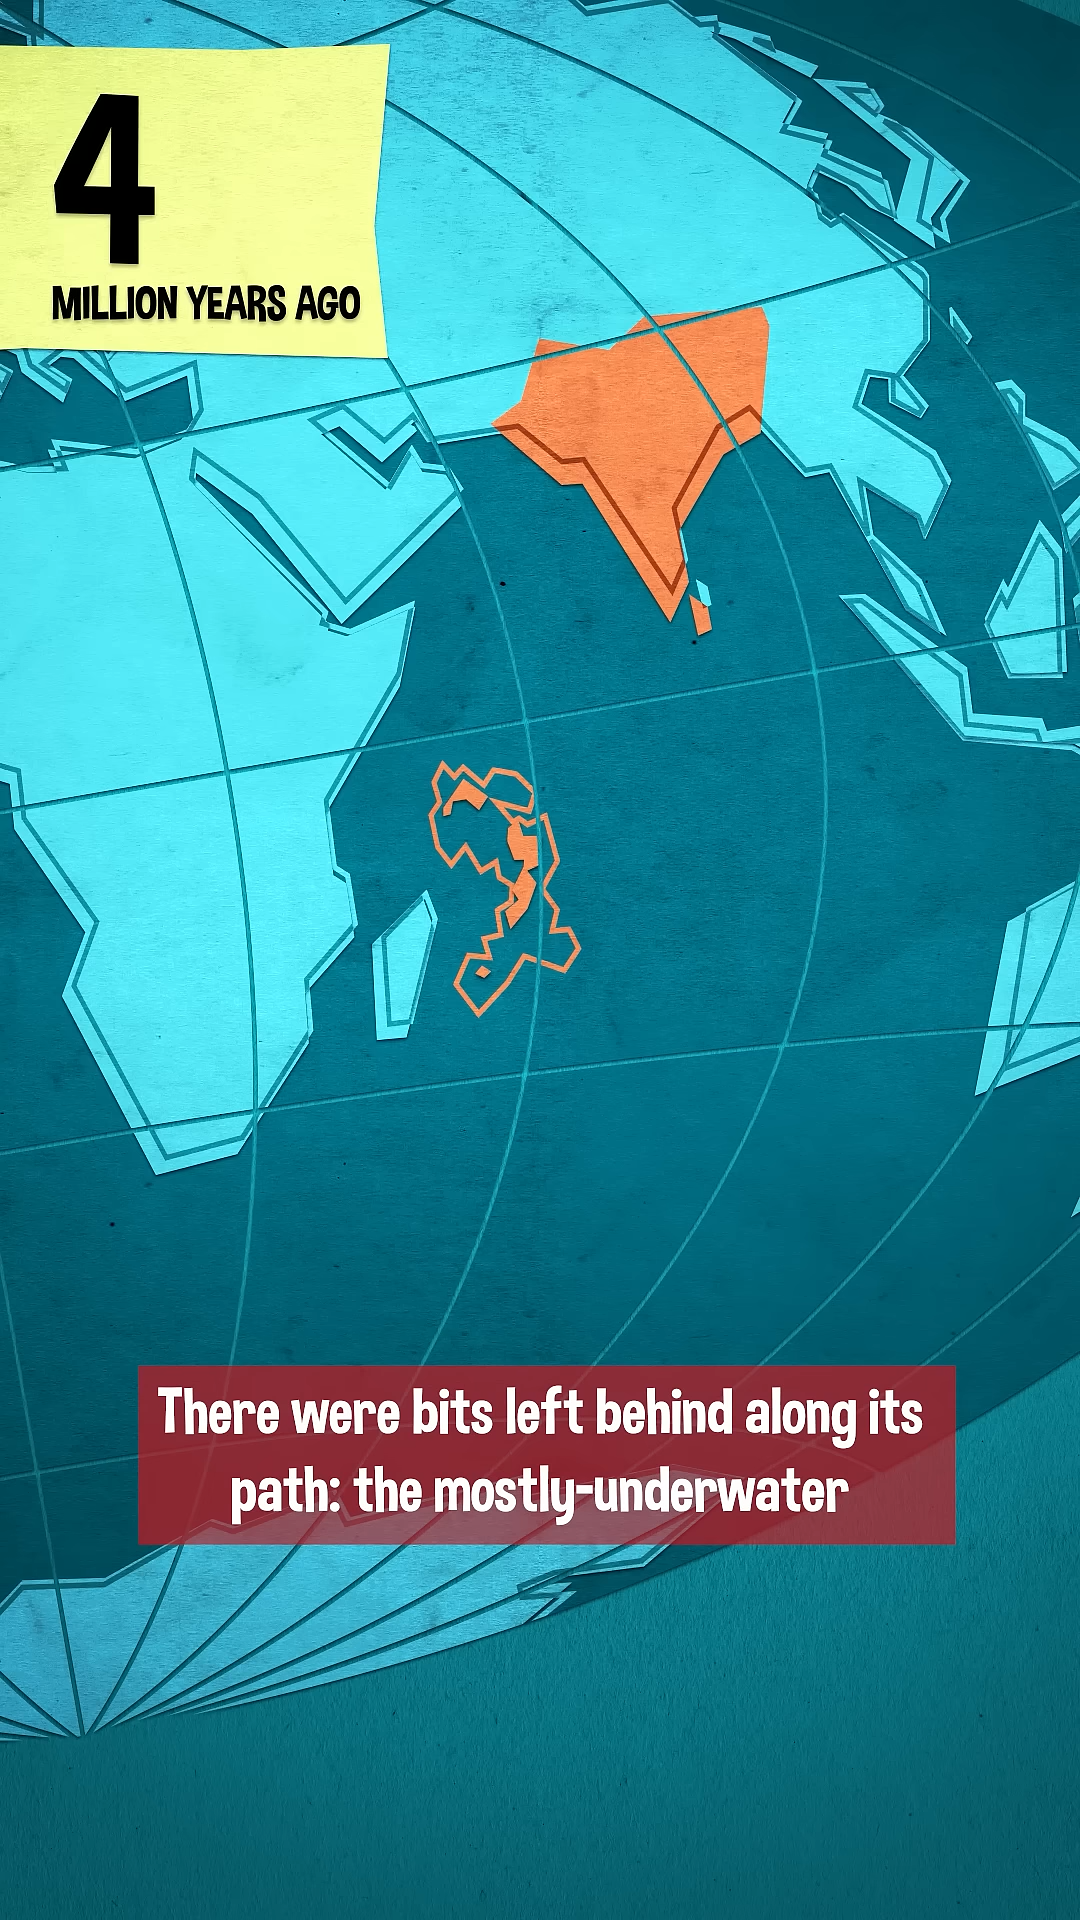 4
MILLION YEARS AGO
There were bits left behind along its
path: the mostly-underwater